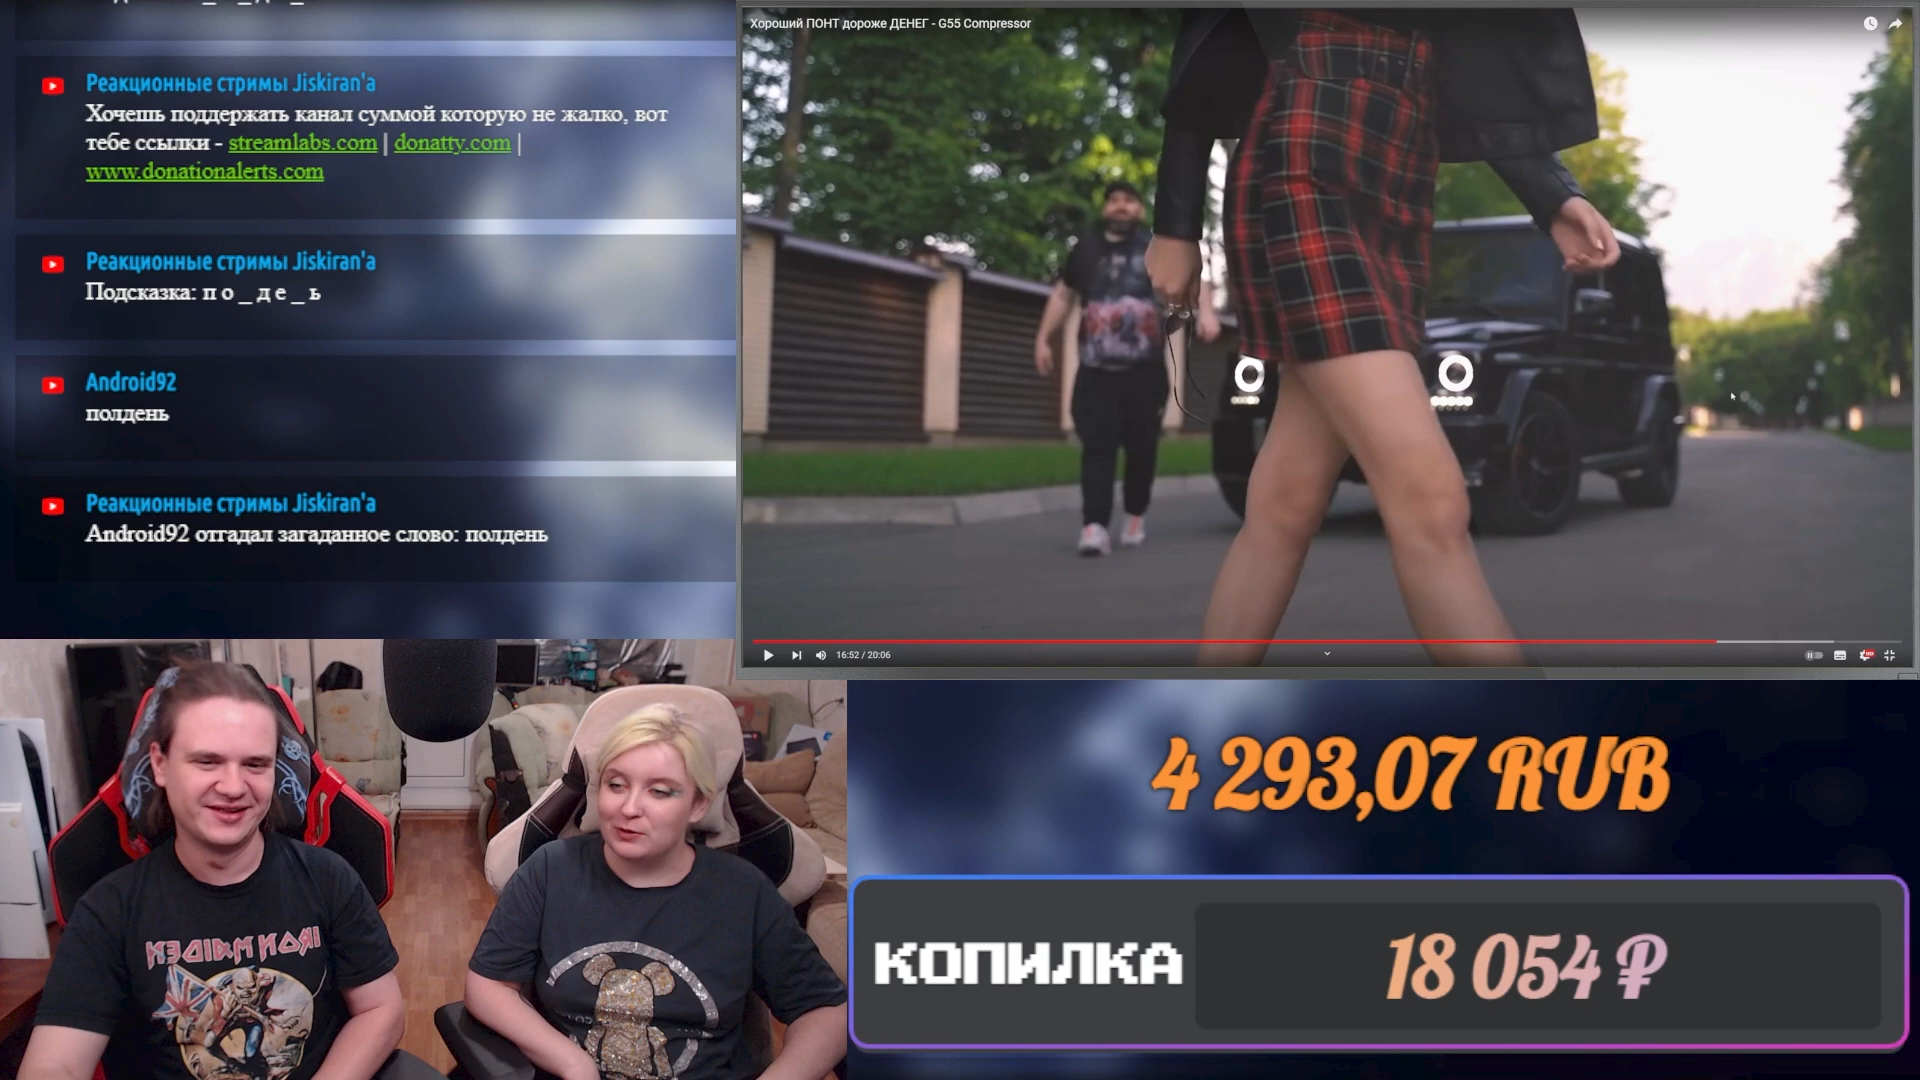 Реакционные стримы Jiskiran'а
Хочешь поддержать канал суммой которую не жалко, вот
тебе ссылки - streamlabs.com | donatty.com |
www.donationalerts.com
Реакционные стримы Jiskiran'а
Подсказка: п о _ д е _ ь
Android92
полдень
Реакционные стримы Jiskiran'а
Android92 отгадал загаданное слово: полдень
Хороший ПОНТ дороже ДЕНЕГ - G55 Compressor
16:52 / 20:06
4 293,07 RUB
КОПИЛКА
18 054 ₽